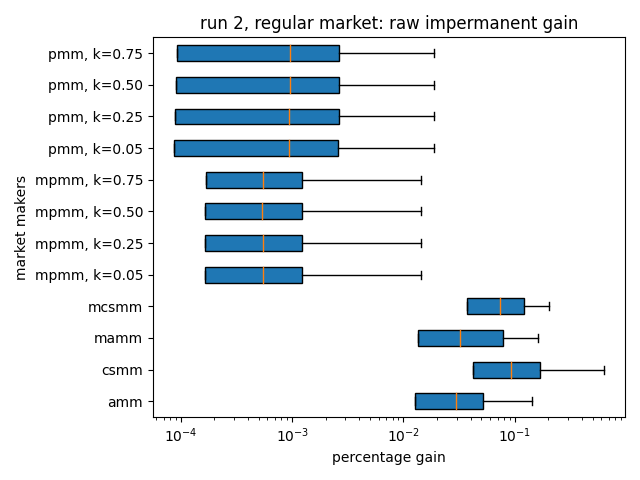 run 2, regular market: raw impermanent gain
pmm, k=0.75
pmm, k=0.50
pmm, k=0.25
pmm, k=0.05
mpmm, k=0.75
mpmm, k=0.50
mpmm, k=0.25
mpmm, k=0.05
mcsmm
mamm
csmm
amm
market makers
10⁻⁴ 10⁻³ 10⁻² 10⁻¹
percentage gain